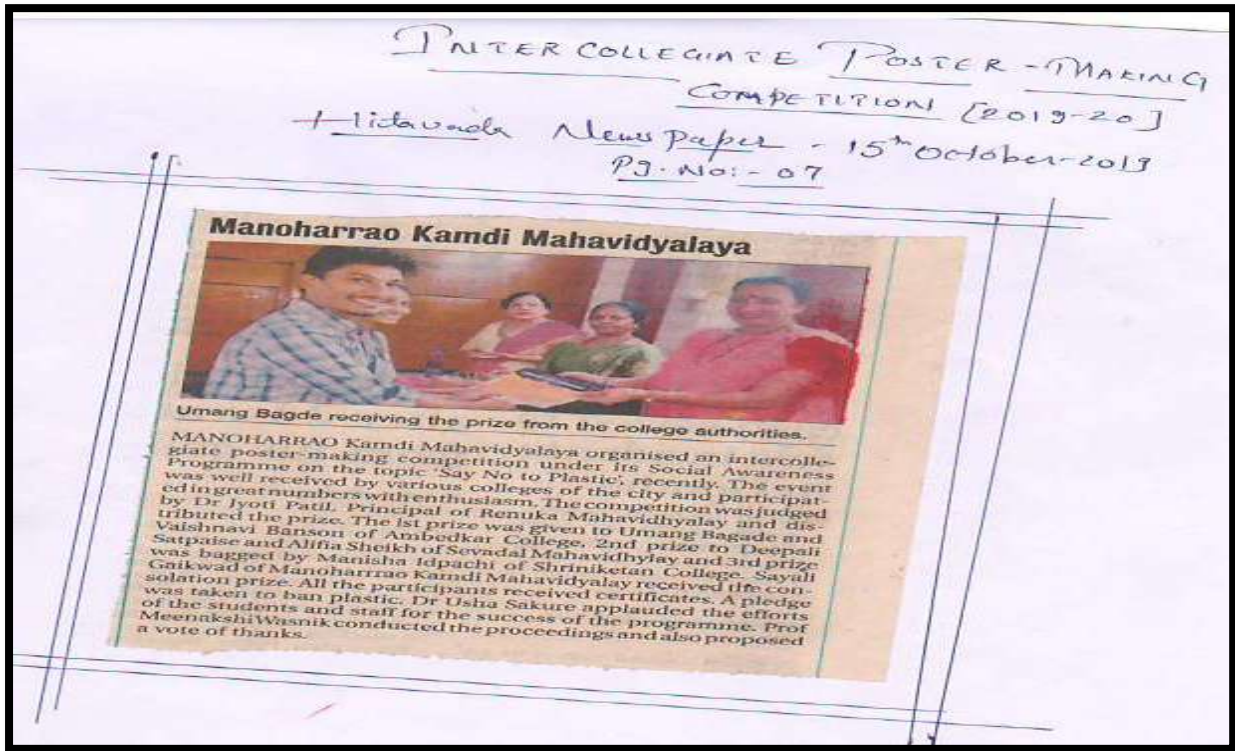 INTER COLLEGIATE POSTER-MAKING
COMPETITION [2019-20]
Hitavada News Paper - 15th October-2019
Pg. No:- 07
Manoharrao Kamdi Mahavidyalaya
Umang Bagde receiving the prize from the college authorities.
MANOHARRAO Kamdi Mahavidyalaya organised an intercolle-
giate poster-making competition under its Social Awareness
Programme on the topic 'Say No to Plastic', recently. The event
was well received by various colleges of the city and participat-
ed in great numbers with enthusiasm. The competition was judged
by Dr Jyoti Patil, Principal of Renuka Mahavidhyalay and dis-
tributed the prize. The ist prize was given to Umang Bagade and
Vaishnavi Banson of Ambedkar College, 2nd prize to Deepali
Satpaise and Alifia Sheikh of Sevadal Mahavidhylay and 3rd prize
was bagged by Manisha Idpachi of Shriniketan College. Sayali
Gaikwad of Manoharrrao Kamdi Mahavidyalay received the con-
solation prize. All the participants received certificates. A pledge
was taken to ban plastic. Dr Usha Sakure applauded the efforts
of the students and staff for the success of the programme. Prof
Meenakshi Wasnik conducted the proceedings and also proposed
a vote of thanks.